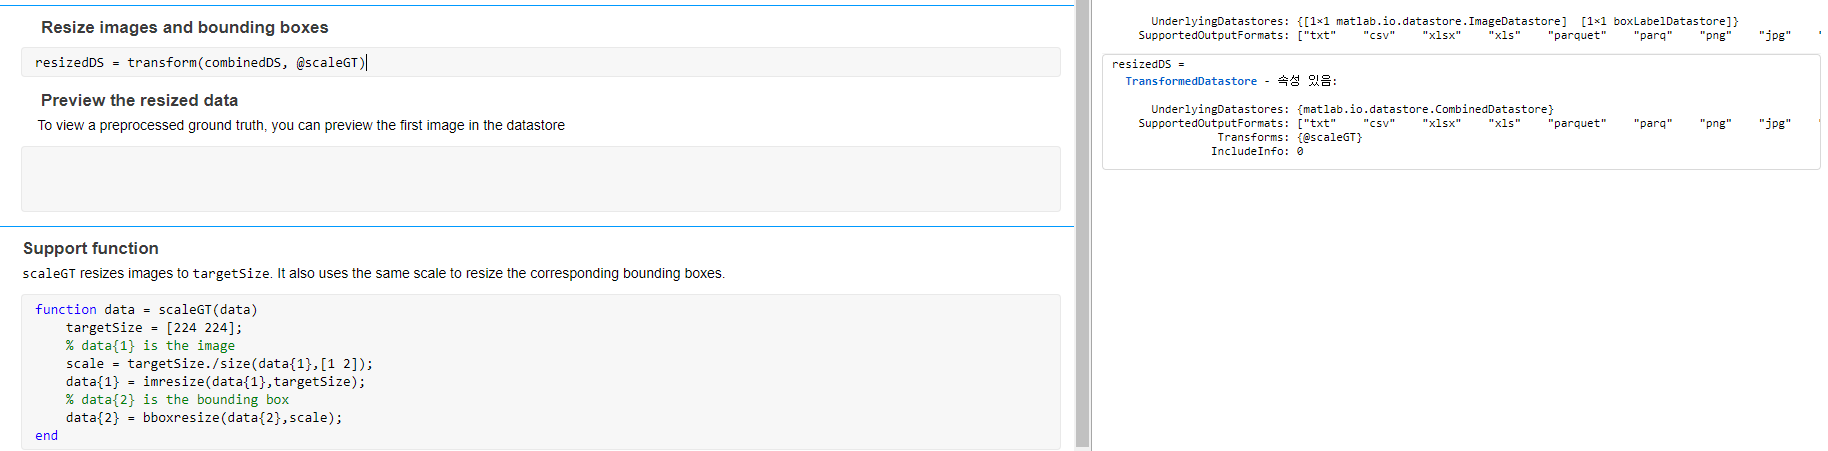 Resize images and bounding boxes
resizedDS = transform(combinedDS, @scaleGT)
Preview the resized data
To view a preprocessed ground truth, you can preview the first image in the datastore
Support function
scaleGT resizes images to targetSize. It also uses the same scale to resize the corresponding bounding boxes.
function data = scaleGT(data)
targetSize = [224 224];
% data{1} is the image
scale = targetSize./size(data{1},[1 2]);
data{1} = imresize(data{1},targetSize);
% data{2} is the bounding box
data{2} = bboxresize(data{2},scale);
end
UnderlyingDatastores: {[1×1 matlab.io.datastore.ImageDatastore] [1×1 boxLabelDatastore]}
SupportedOutputFormats: ["txt" "csv" "xlsx" "xls" "parquet" "parq" "png" "jpg"
resizedDS =
TransformedDatastore - 속성 있음:
UnderlyingDatastores: {matlab.io.datastore.CombinedDatastore}
SupportedOutputFormats: ["txt" "csv" "xlsx" "xls" "parquet" "parq" "png" "jpg"
Transforms: {@scaleGT}
IncludeInfo: 0